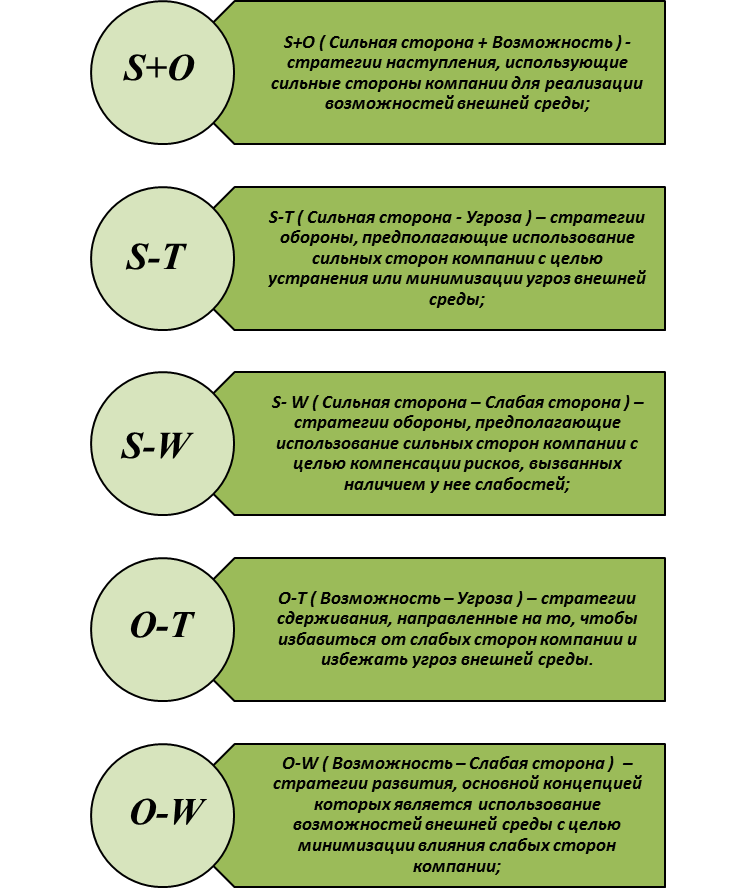 S+O
S+O ( Сильная сторона + Возможность ) -
стратегии наступления, использующие
сильные стороны компании для реализации
возможностей внешней среды;
S-T
S-T ( Сильная сторона - Угроза ) – стратегии
обороны, предполагающие использование
сильных сторон компании с целью
устранения или минимизации угроз внешней
среды;
S-W
S- W ( Сильная сторона – Слабая сторона ) –
стратегии обороны, предполагающие
использование сильных сторон компании с
целью компенсации рисков, вызванных
наличием у нее слабостей;
O-T
O-T ( Возможность – Угроза ) – стратегии
сдерживания, направленные на то, чтобы
избавиться от слабых сторон компании и
избежать угроз внешней среды.
O-W
O-W ( Возможность – Слабая сторона ) –
стратегии развития, основной концепцией
которых является использование
возможностей внешней среды с целью
минимизации влияния слабых сторон
компании;